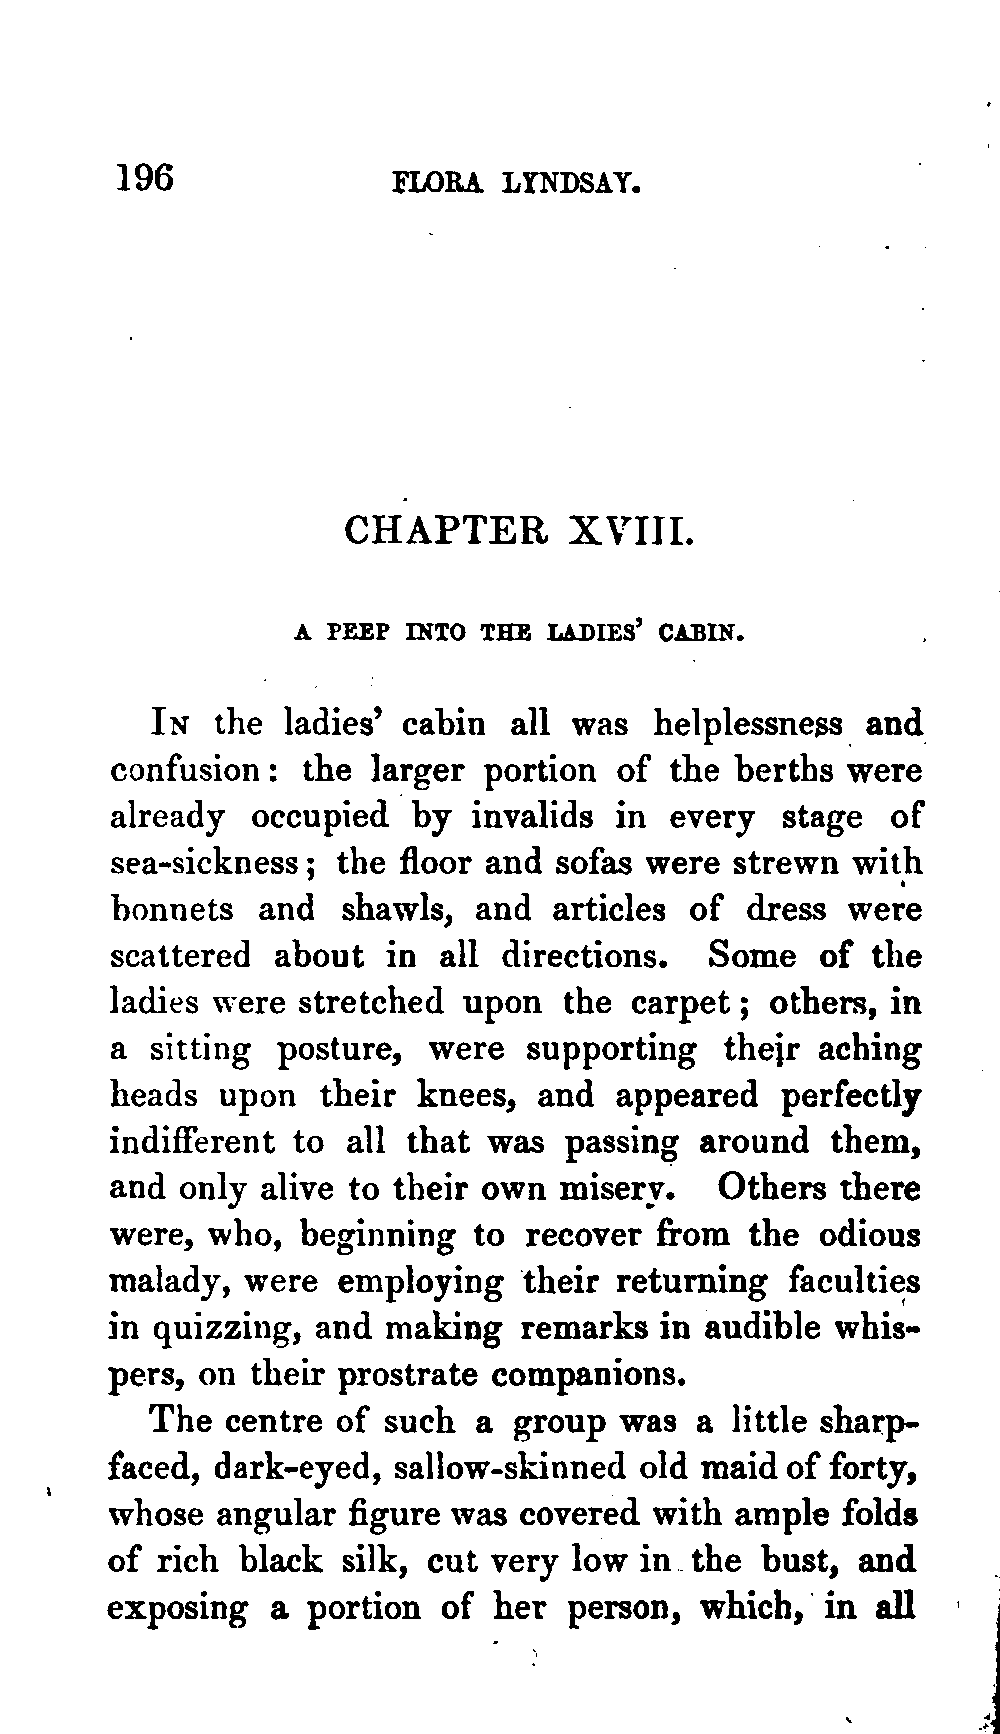 196 FLORA LYNDSAY.
CHAPTER XVIII.
A PEEP INTO THE LADIES' CABIN.
IN the ladies' cabin all was helplessness and
confusion: the larger portion of the berths were
already occupied by invalids in every stage of
sea-sickness; the floor and sofas were strewn with
bonnets and shawls, and articles of dress were
scattered about in all directions. Some of the
ladies were stretched upon the carpet; others, in
a sitting posture, were supporting their aching
heads upon their knees, and appeared perfectly
indifferent to all that was passing around them,
and only alive to their own misery. Others there
were, who, beginning to recover from the odious
malady, were employing their returning faculties
in quizzing, and making remarks in audible whis-
pers, on their prostrate companions.
The centre of such a group was a little sharp-
faced, dark-eyed, sallow-skinned old maid of forty,
whose angular figure was covered with ample folds
of rich black silk, cut very low in the bust, and
exposing a portion of her person, which, in all